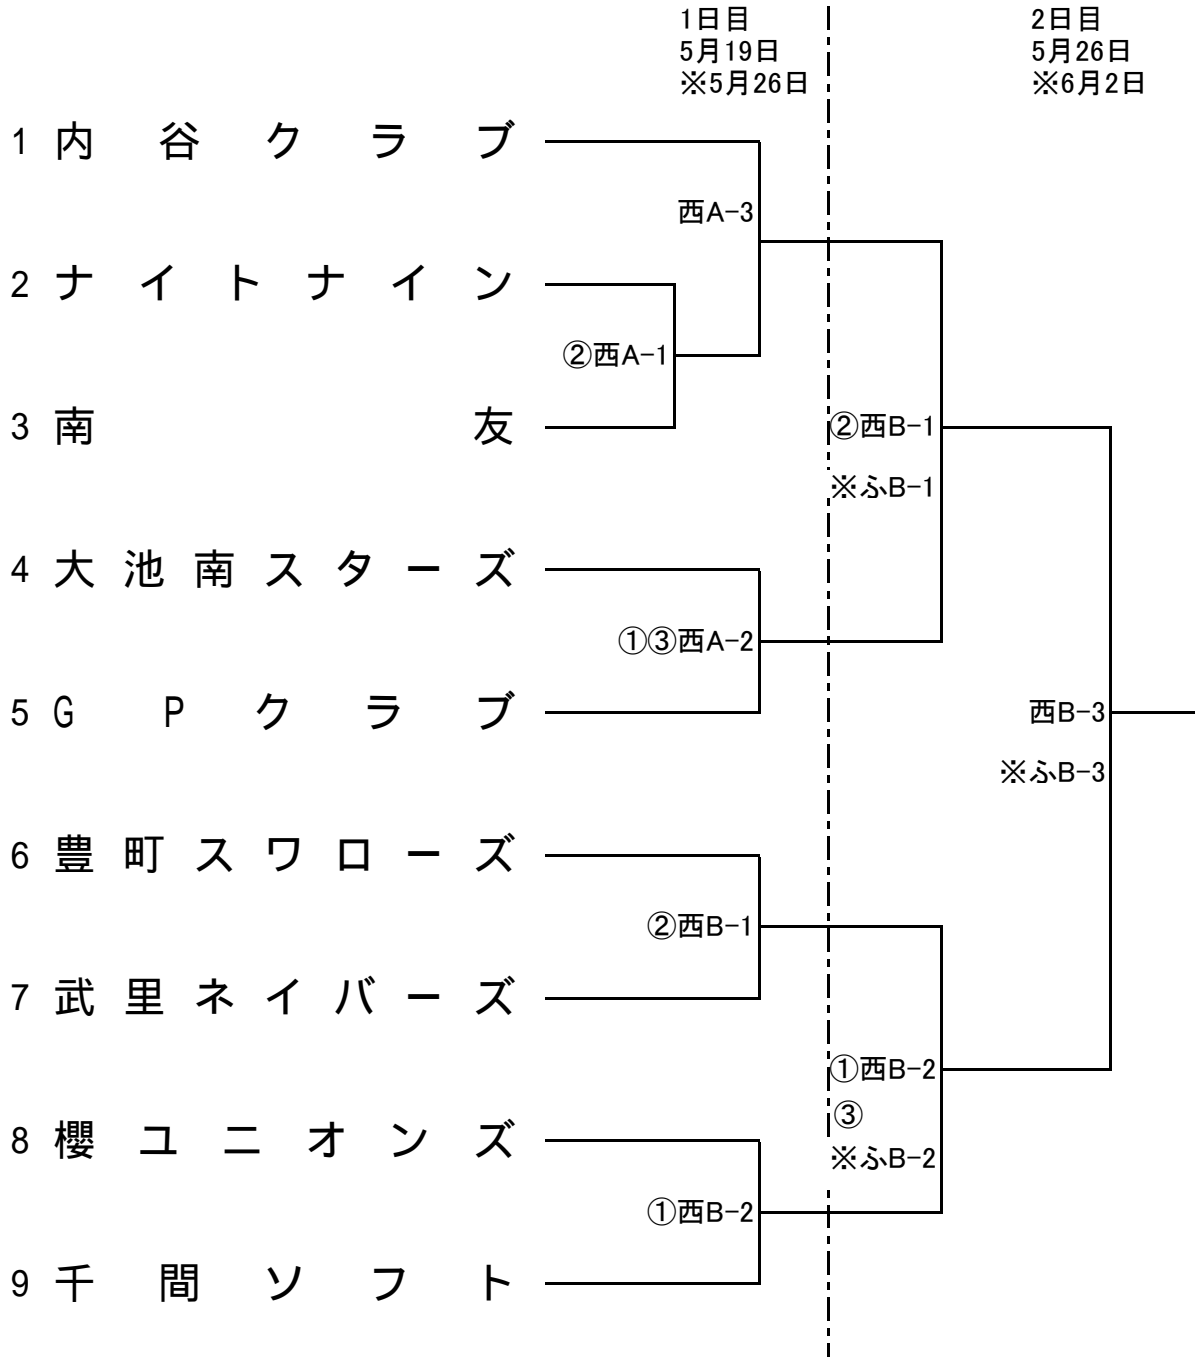 1日目
5月19日
※5月26日
2日目
5月26日
※6月2日
1 内谷クラブ
西A-3
2 ナイトナイン
②西A-1
3 南友
②西B-1
※ふB-1
4 大池南スターズ
①③西A-2
5 GPクラブ
西B-3
※ふB-3
6 豊町スワローズ
②西B-1
7 武里ネイバーズ
①西B-2
③
※ふB-2
8 櫻ユニオンズ
①西B-2
9 千間ソフト